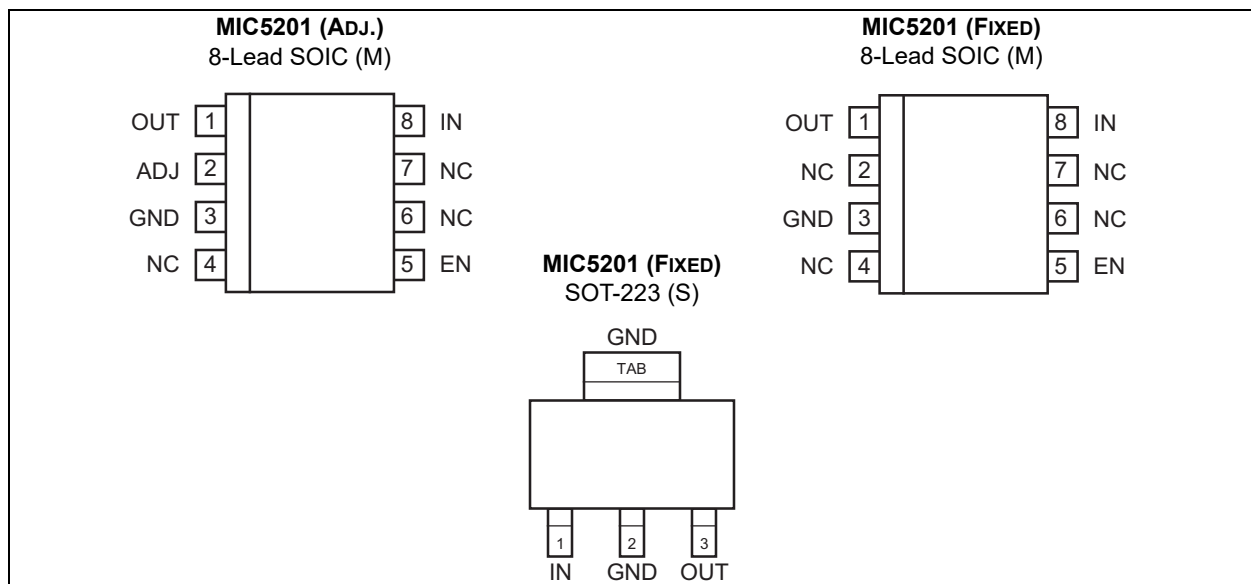 MIC5201 (ADJ.)
8-Lead SOIC (M)
OUT 1 8 IN
ADJ 2 7 NC
GND 3 6 NC
NC 4 5 EN
MIC5201 (FIXED)
8-Lead SOIC (M)
OUT 1 8 IN
NC 2 7 NC
GND 3 6 NC
NC 4 5 EN
MIC5201 (FIXED)
SOT-223 (S)
GND
TAB
1 2 3
IN GND OUT